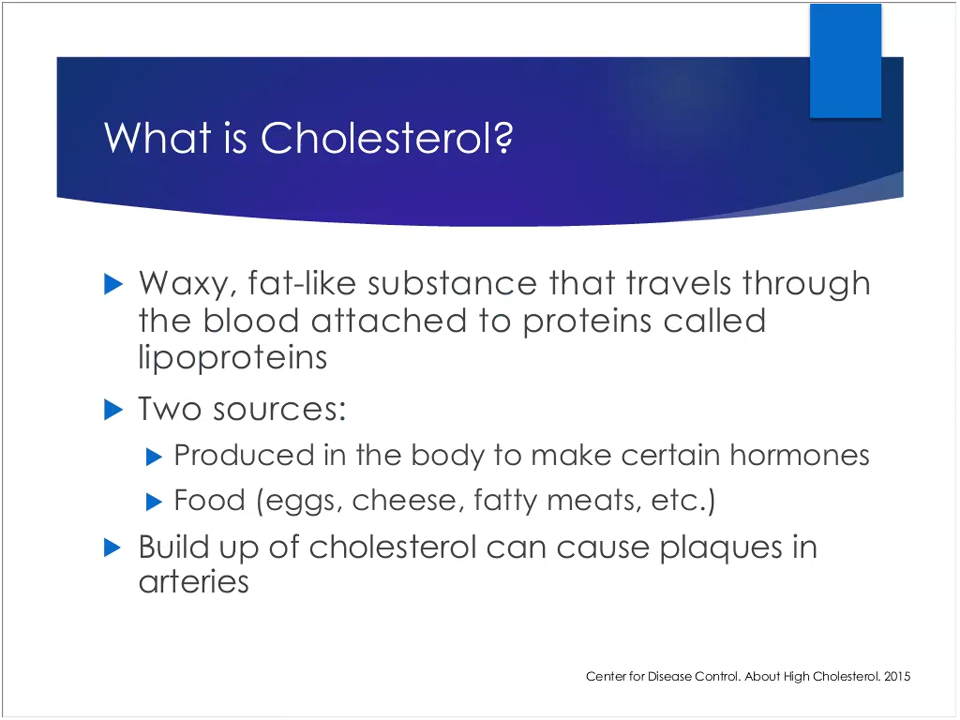 What is Cholesterol?
Waxy, fat-like substance that travels through
the blood attached to proteins called
lipoproteins
Two sources:
Produced in the body to make certain hormones
Food (eggs, cheese, fatty meats, etc.)
Build up of cholesterol can cause plaques in
arteries
Center for Disease Control. About High Cholesterol. 2015